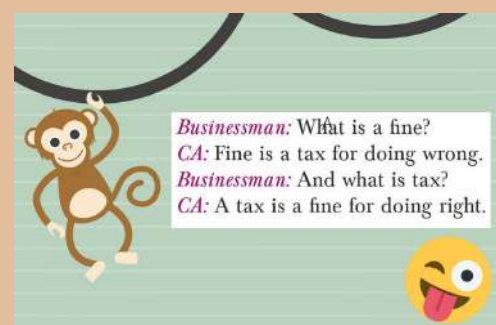 Businessman: What is a fine?
CA: Fine is a tax for doing wrong.
Businessman: And what is tax?
CA: A tax is a fine for doing right.